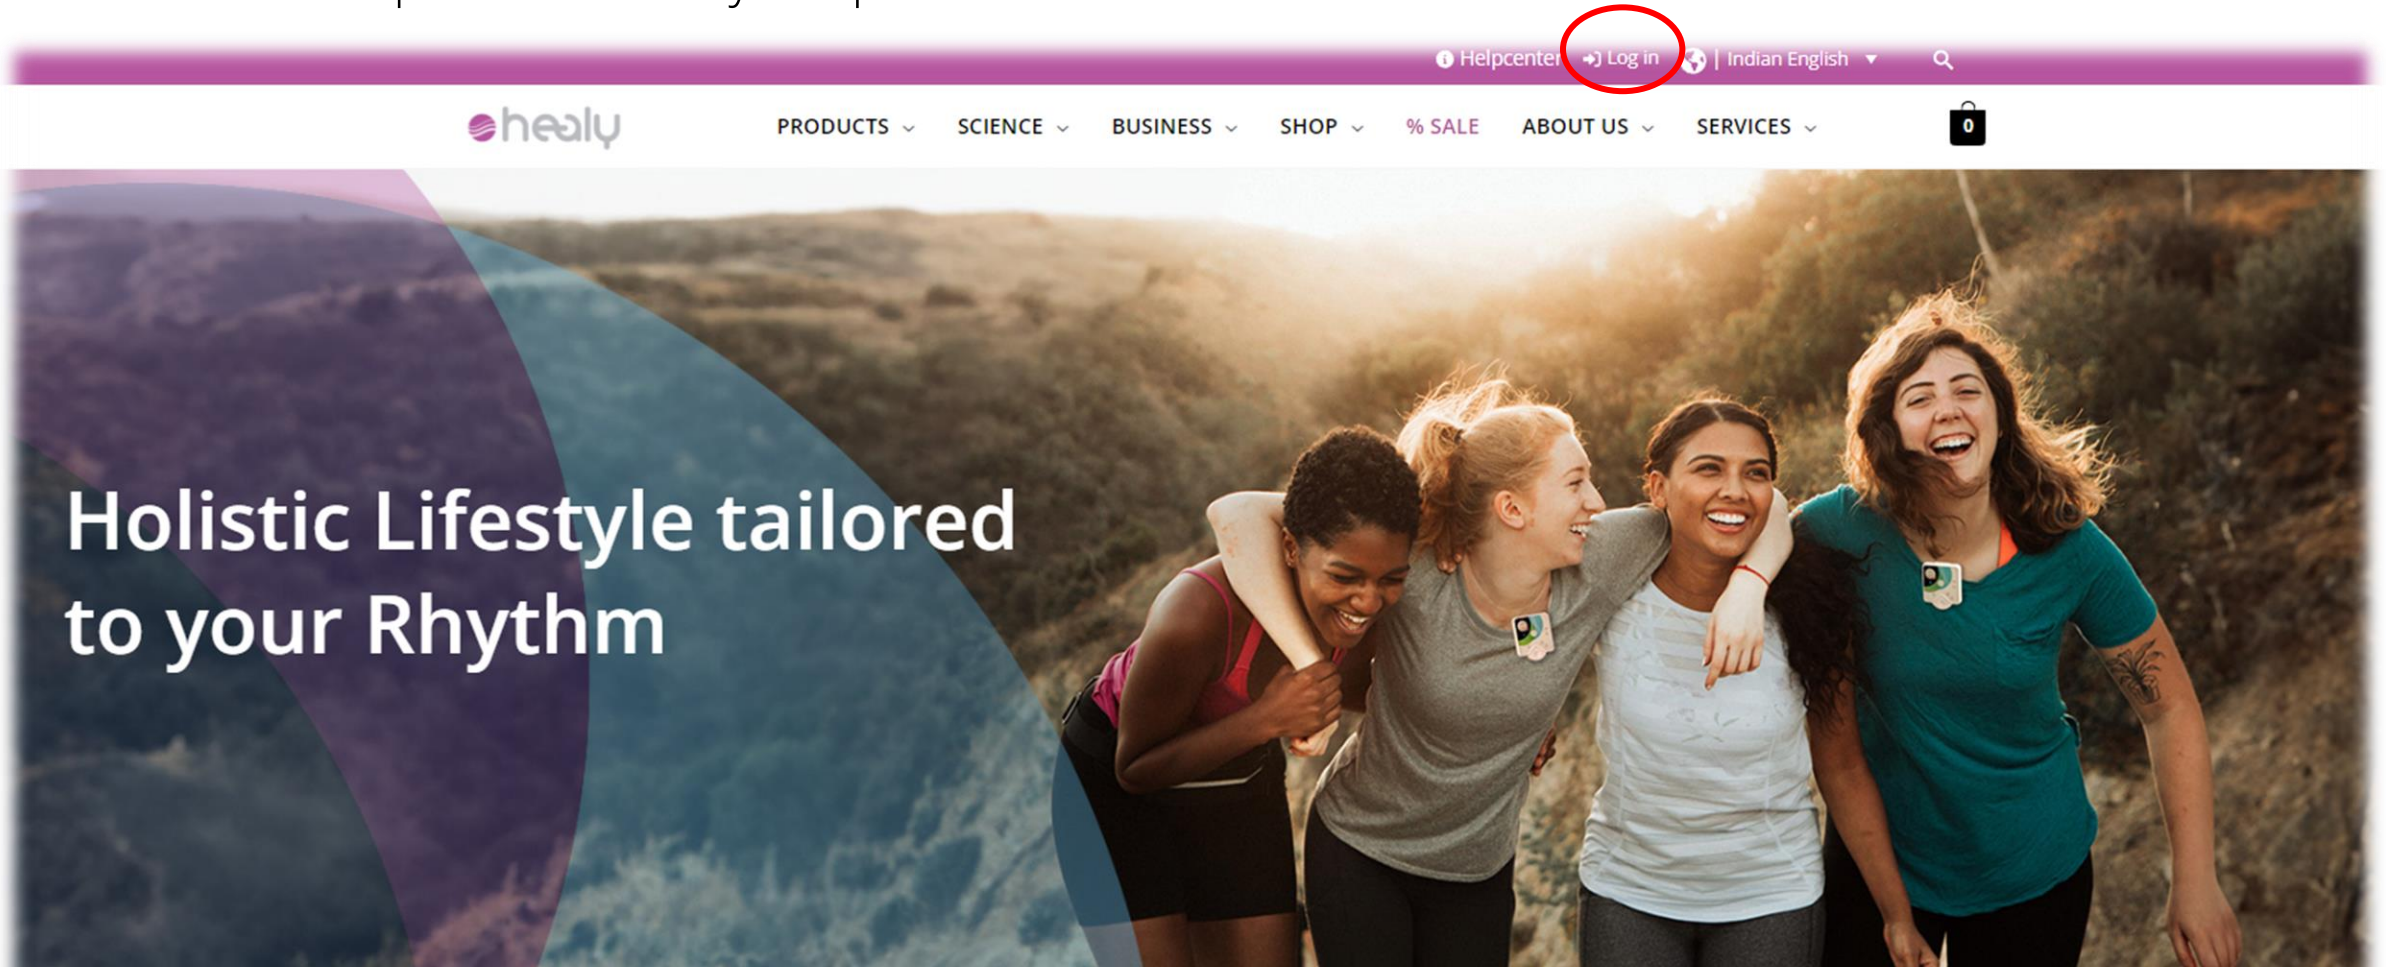 Helpcenter Log in | Indian English
healy PRODUCTS SCIENCE BUSINESS SHOP % SALE ABOUT US SERVICES 0
Holistic Lifestyle tailored
to your Rhythm